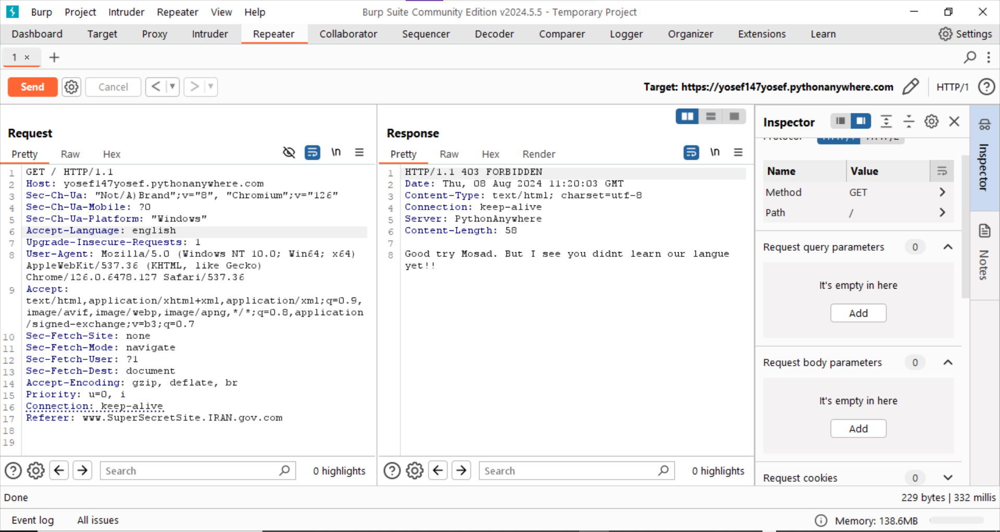 Burp Project Intruder Repeater View Help Burp Suite Community Edition v2024.5.5 - Temporary Project
Dashboard Target Proxy Intruder Repeater Collaborator Sequencer Decoder Comparer Logger Organizer Extensions Learn Settings
1 × +
Send Cancel < > Target: https://yosef147yosef.pythonanywhere.com HTTP/1 ?
Request
Pretty Raw Hex \n
1 GET / HTTP/1.1
2 Host: yosef147yosef.pythonanywhere.com
3 Sec-Ch-Ua: "Not/A)Brand";v="8", "Chromium";v="126"
4 Sec-Ch-Ua-Mobile: ?0
5 Sec-Ch-Ua-Platform: "Windows"
6 Accept-Language: english
7 Upgrade-Insecure-Requests: 1
8 User-Agent: Mozilla/5.0 (Windows NT 10.0; Win64; x64)
AppleWebKit/537.36 (KHTML, like Gecko)
Chrome/126.0.6478.127 Safari/537.36
9 Accept:
text/html,application/xhtml+xml,application/xml;q=0.9,
image/avif,image/webp,image/apng,*/*;q=0.8,application
/signed-exchange;v=b3;q=0.7
10 Sec-Fetch-Site: none
11 Sec-Fetch-Mode: navigate
12 Sec-Fetch-User: ?1
13 Sec-Fetch-Dest: document
14 Accept-Encoding: gzip, deflate, br
15 Priority: u=0, i
16 Connection: keep-alive
17 Referer: www.SuperSecretSite.IRAN.gov.com
18
19
? Search 0 highlights
Response
Pretty Raw Hex Render \n
1 HTTP/1.1 403 FORBIDDEN
2 Date: Thu, 08 Aug 2024 11:20:03 GMT
3 Content-Type: text/html; charset=utf-8
4 Connection: keep-alive
5 Server: PythonAnywhere
6 Content-Length: 58
7
8 Good try Mosad. But I see you didnt learn our langue
yet!!
? Search 0 highlights
Inspector
Protocol HTTP/1 HTTP/2
Name Value
Method GET
Path /
Request query parameters 0
It's empty in here
Add
Request body parameters 0
It's empty in here
Add
Request cookies 0
Inspector
Notes
Done 229 bytes | 332 millis
Event log All issues Memory: 138.6MB